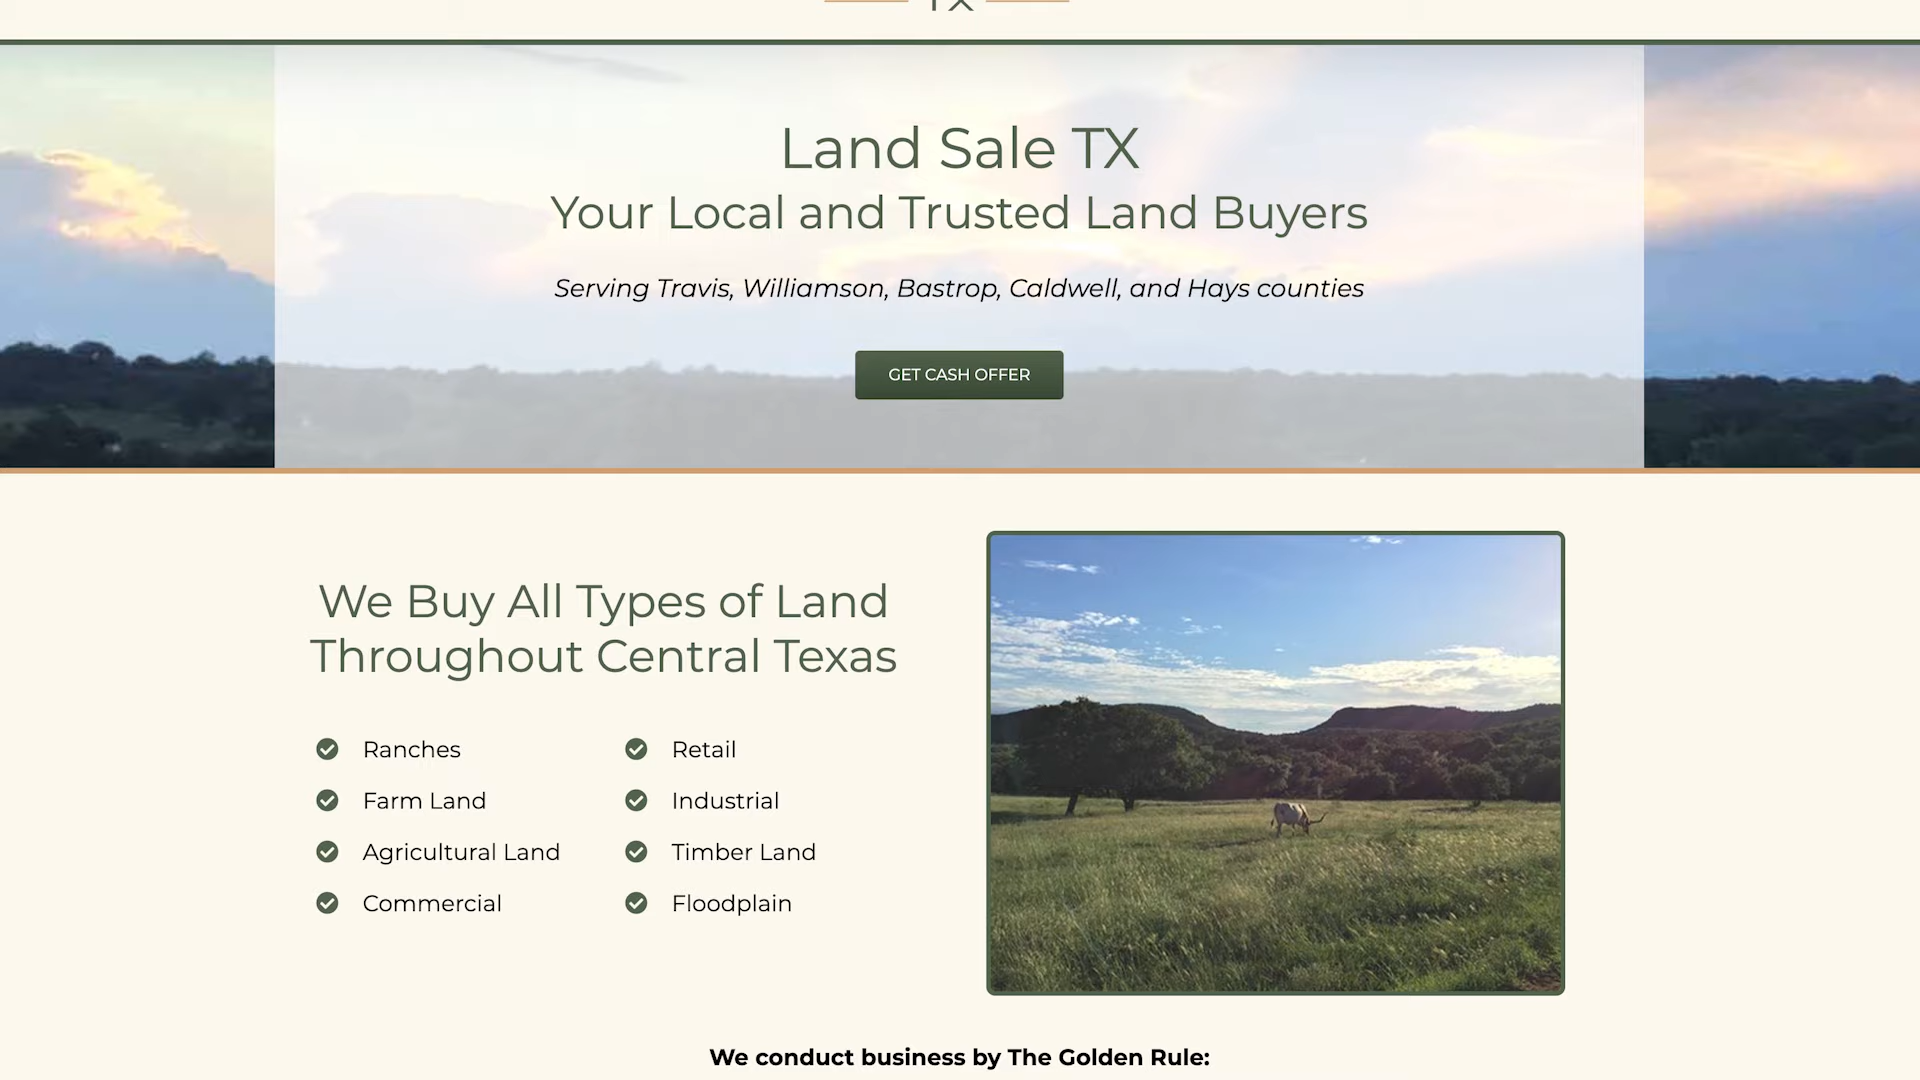 TX
Land Sale TX
Your Local and Trusted Land Buyers
Serving Travis, Williamson, Bastrop, Caldwell, and Hays counties
GET CASH OFFER
We Buy All Types of Land
Throughout Central Texas
Ranches
Farm Land
Agricultural Land
Commercial
Retail
Industrial
Timber Land
Floodplain
We conduct business by The Golden Rule: